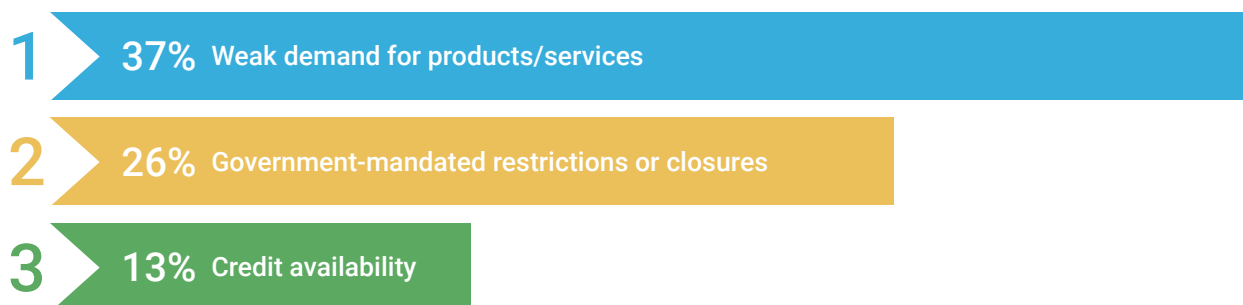 1 37% Weak demand for products/services
2 26% Government-mandated restrictions or closures
3 13% Credit availability